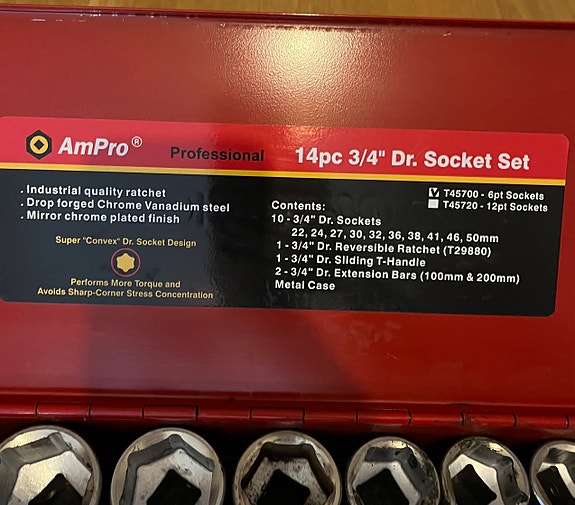 AmPro® Professional 14pc 3/4" Dr. Socket Set
. Industrial quality ratchet
. Drop forged Chrome Vanadium steel
. Mirror chrome plated finish
Super "Convex" Dr. Socket Design
Performs More Torque and
Avoids Sharp-Corner Stress Concentration
T45700 - 6pt Sockets
T45720 - 12pt Sockets
Contents:
10 - 3/4" Dr. Sockets
22, 24, 27, 30, 32, 36, 38, 41, 46, 50mm
1 - 3/4" Dr. Reversible Ratchet (T29880)
1 - 3/4" Dr. Sliding T-Handle
2 - 3/4" Dr. Extension Bars (100mm & 200mm)
Metal Case